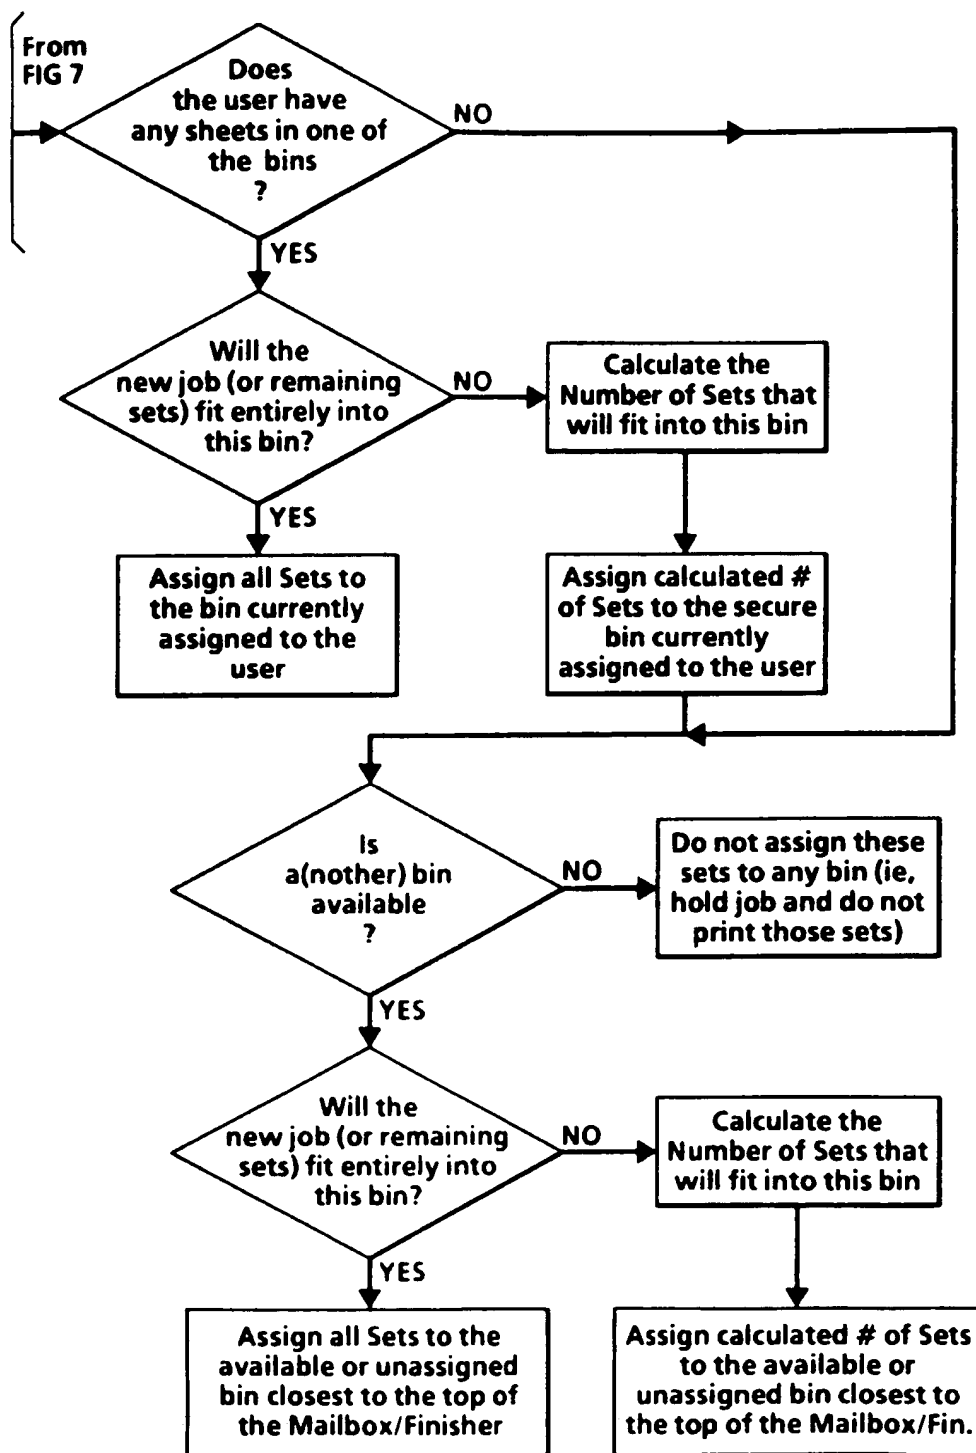 From
FIG 7
Does
the user have
any sheets in one of
the bins
?
NO
YES
Will the
new job (or remaining
sets) fit entirely into
this bin?
NO
Calculate the
Number of Sets that
will fit into this bin
YES
Assign all Sets to
the bin currently
assigned to the
user
Assign calculated #
of Sets to the secure
bin currently
assigned to the user
Is
a(nother) bin
available
?
NO
Do not assign these
sets to any bin (ie,
hold job and do not
print those sets)
YES
Will the
new job (or remaining
sets) fit entirely into
this bin?
NO
Calculate the
Number of Sets that
will fit into this bin
YES
Assign all Sets to the
available or unassigned
bin closest to the top of
the Mailbox/Finisher
Assign calculated # of Sets
to the available or
unassigned bin closest to
the top of the Mailbox/Fin.